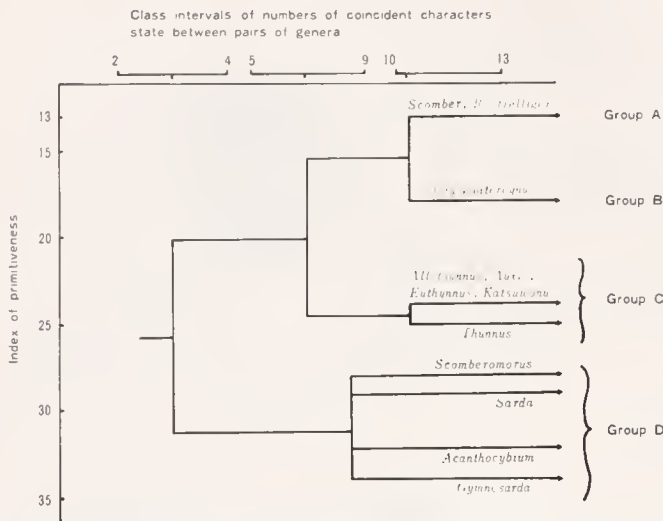 Class intervals of numbers of coincident characters
state between pairs of genera
2 4 5 9 10 13
Index of primitiveness
13
15
20
25
30
35
Scomber,
Group A
Group B
Euthynnus,
Group C
Thunnus
Scomberomorus
Sarda
Group D
Acanthocybium
Gymnosarda